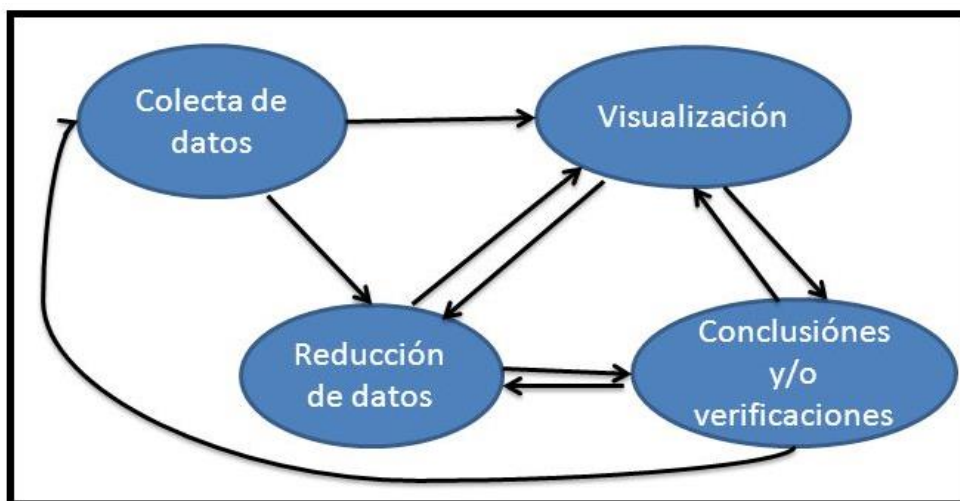 Colecta de
datos
Visualización
Reducción
de datos
Conclusiónes
y/o
verificaciones